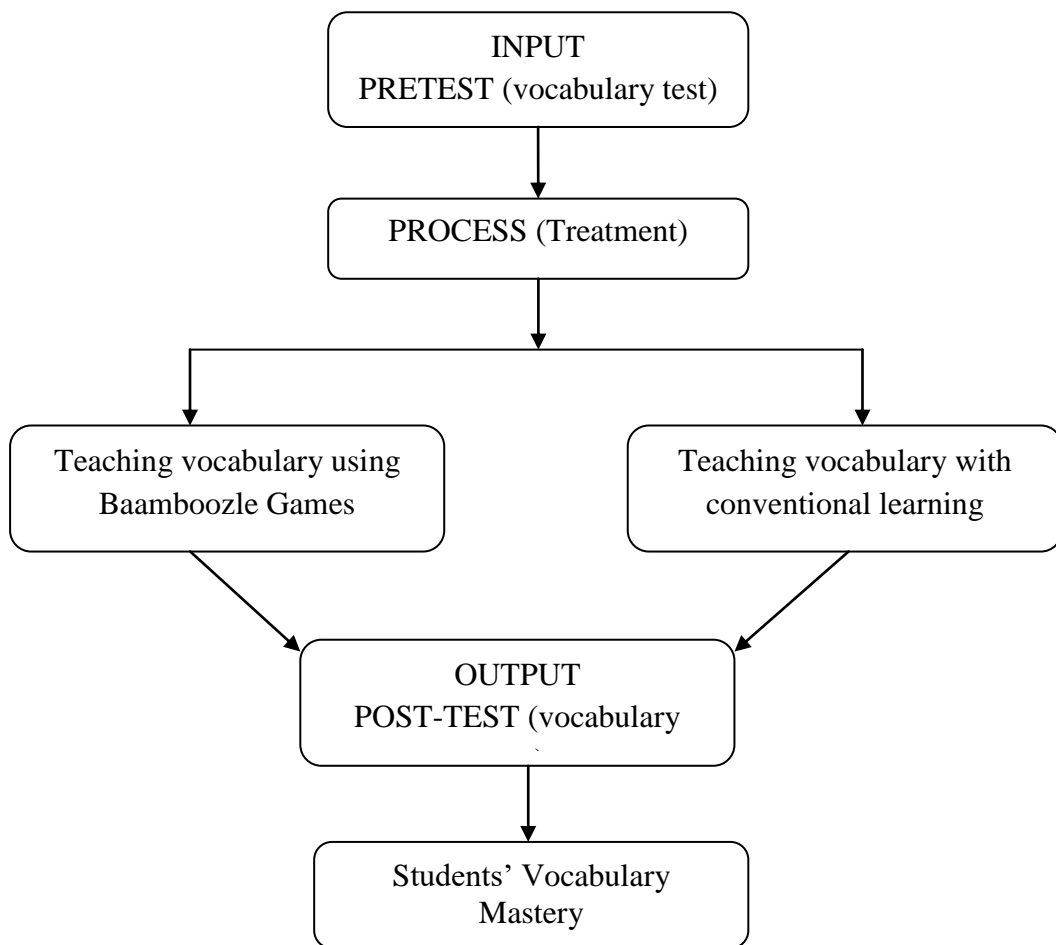 INPUT
PRETEST (vocabulary test)
PROCESS (Treatment)
Teaching vocabulary using
Baamboozle Games
Teaching vocabulary with
conventional learning
OUTPUT
POST-TEST (vocabulary
Students’ Vocabulary
Mastery